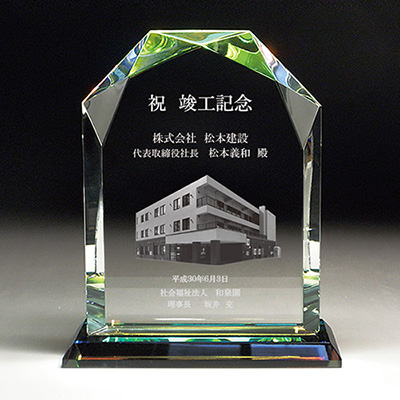 祝 竣工記念
株式会社 松本建設
代表取締役社長 松本義和 殿
平成30年6月3日
社会福祉法人 和泉園
理事長 坂井 充